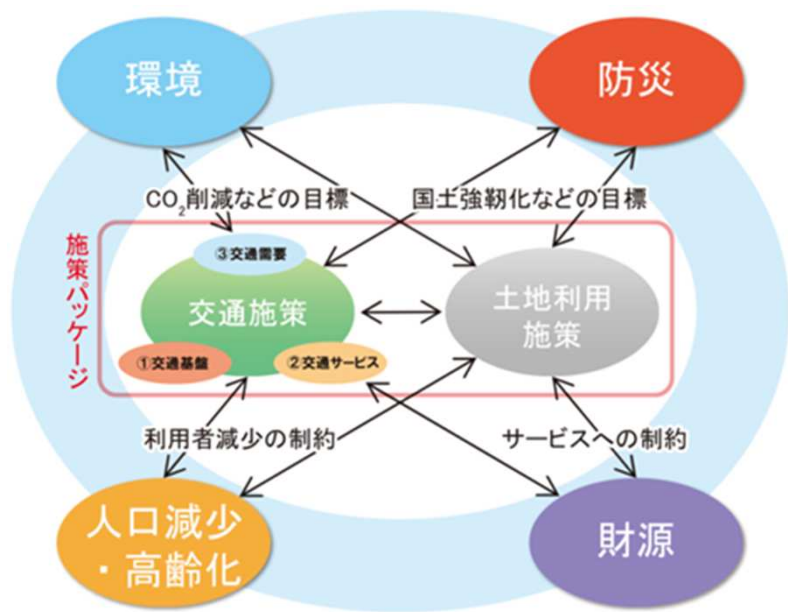 環境
防災
CO₂削減などの目標
国土強靭化などの目標
施策パッケージ
③交通需要
交通施策
土地利用
施策
①交通基盤
②交通サービス
利用者減少の制約
サービスへの制約
人口減少
・高齢化
財源